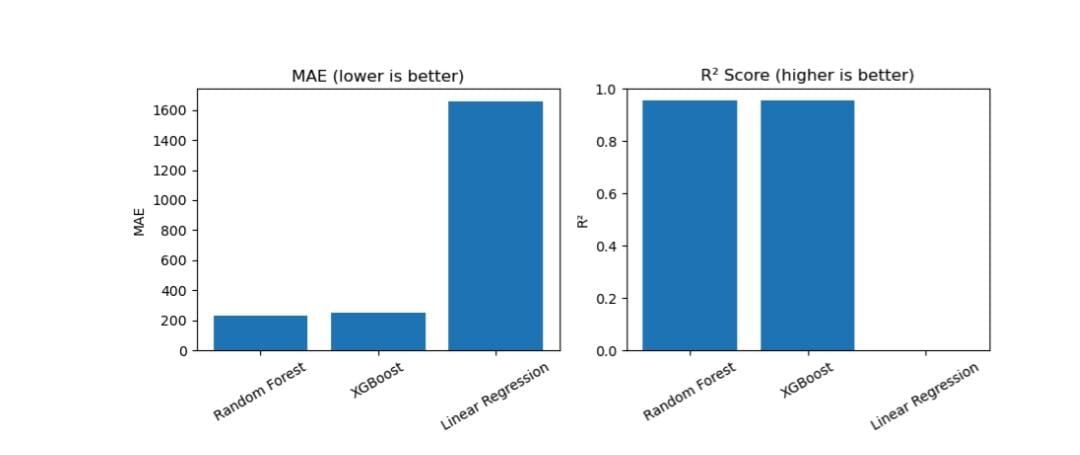 MAE (lower is better)
MAE
1600
1400
1200
1000
800
600
400
200
0
Random Forest
XGBoost
Linear Regression
R² Score (higher is better)
R²
1.0
0.8
0.6
0.4
0.2
0.0
Random Forest
XGBoost
Linear Regression